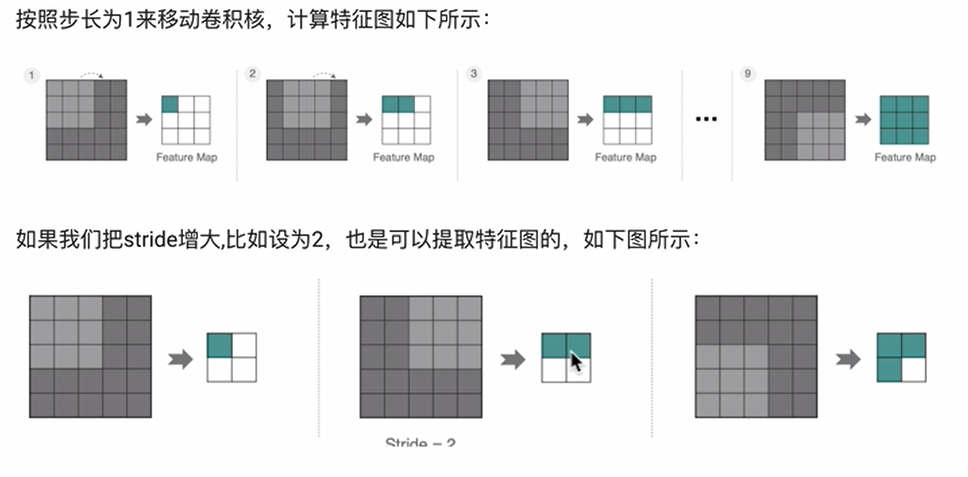 按照步长为1来移动卷积核，计算特征图如下所示：
1
2
3
9
Feature Map
Feature Map
Feature Map
...
Feature Map
如果我们把stride增大,比如设为2，也是可以提取特征图的，如下图所示：
Stride = 2